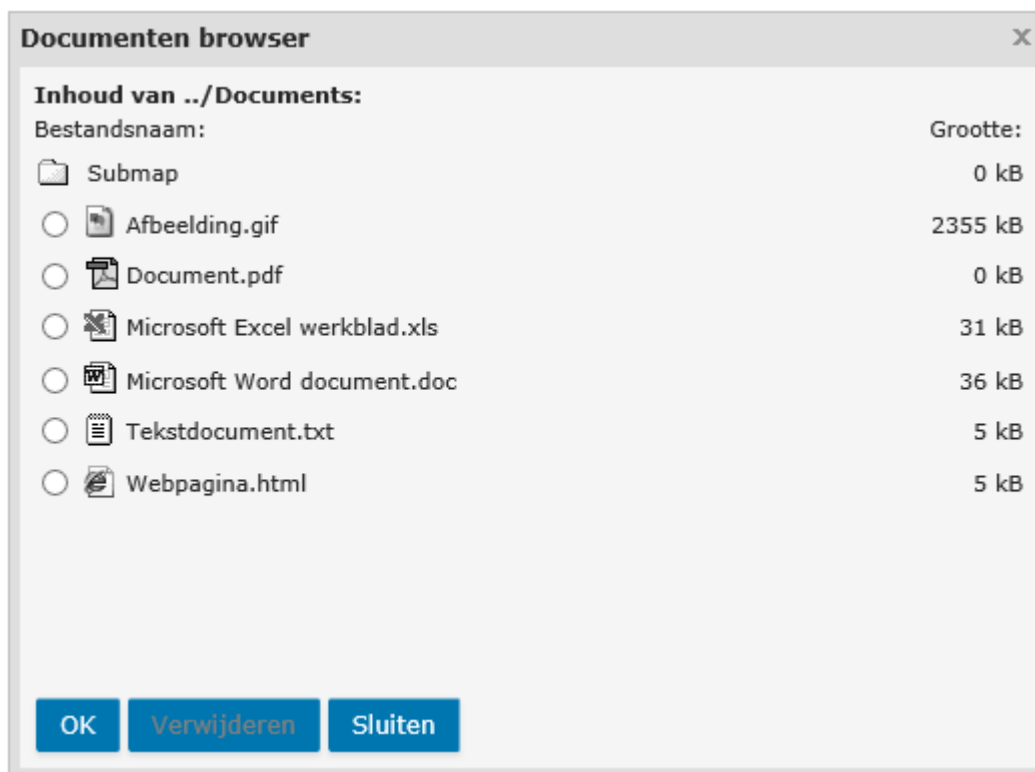 Documenten browser x
Inhoud van ../Documents:
Bestandsnaam: Grootte:
Submap 0 kB
Afbeelding.gif 2355 kB
Document.pdf 0 kB
Microsoft Excel werkblad.xls 31 kB
Microsoft Word document.doc 36 kB
Tekstdocument.txt 5 kB
Webpagina.html 5 kB
OK Verwijderen Sluiten